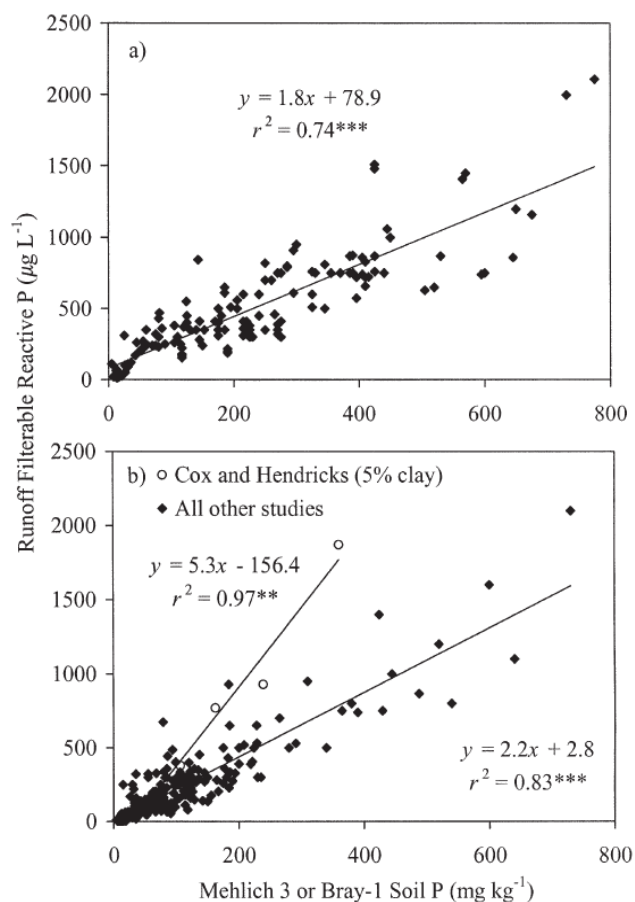 a)
y = 1.8x + 78.9
r² = 0.74***
2500
2000
1500
1000
500
0
0 200 400 600 800
Runoff Filterable Reactive P (μg L⁻¹)
b)
○ Cox and Hendricks (5% clay)
◆ All other studies
y = 5.3x - 156.4
r² = 0.97**
y = 2.2x + 2.8
r² = 0.83***
2500
2000
1500
1000
500
0
0 200 400 600 800
Mehlich 3 or Bray-1 Soil P (mg kg⁻¹)